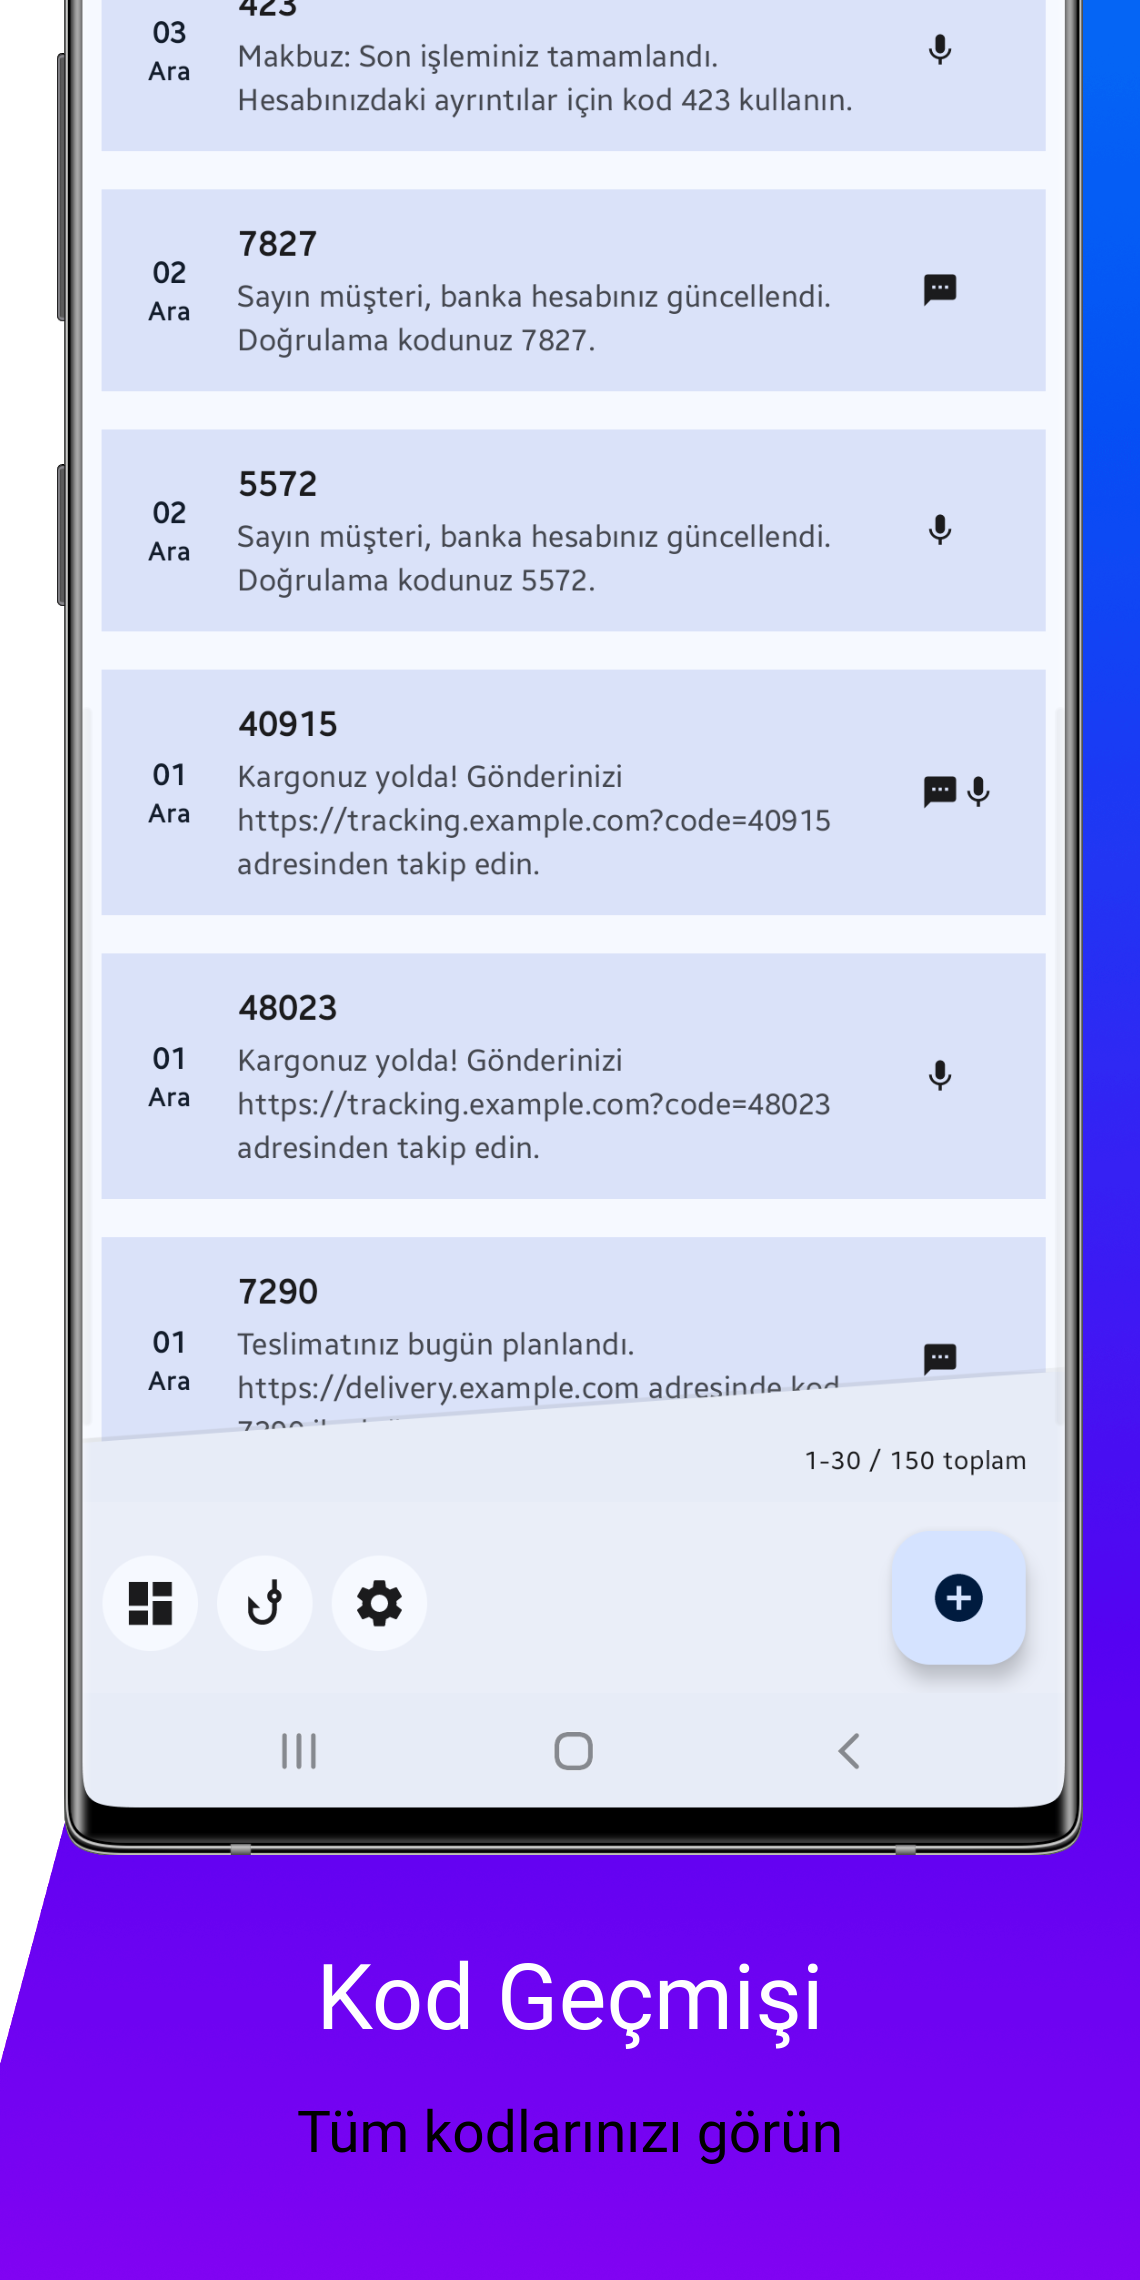 423
03
Ara
Makbuz: Son işleminiz tamamlandı.
Hesabınızdaki ayrıntılar için kod 423 kullanın.
7827
02
Ara
Sayın müşteri, banka hesabınız güncellendi.
Doğrulama kodunuz 7827.
5572
02
Ara
Sayın müşteri, banka hesabınız güncellendi.
Doğrulama kodunuz 5572.
40915
01
Ara
Kargonuz yolda! Gönderinizi
https://tracking.example.com?code=40915
adresinden takip edin.
48023
01
Ara
Kargonuz yolda! Gönderinizi
https://tracking.example.com?code=48023
adresinden takip edin.
7290
01
Ara
Teslimatınız bugün planlandı.
https://delivery.example.com adresinde kod
7290
1-30 / 150 toplam
Kod Geçmişi
Tüm kodlarınızı görün